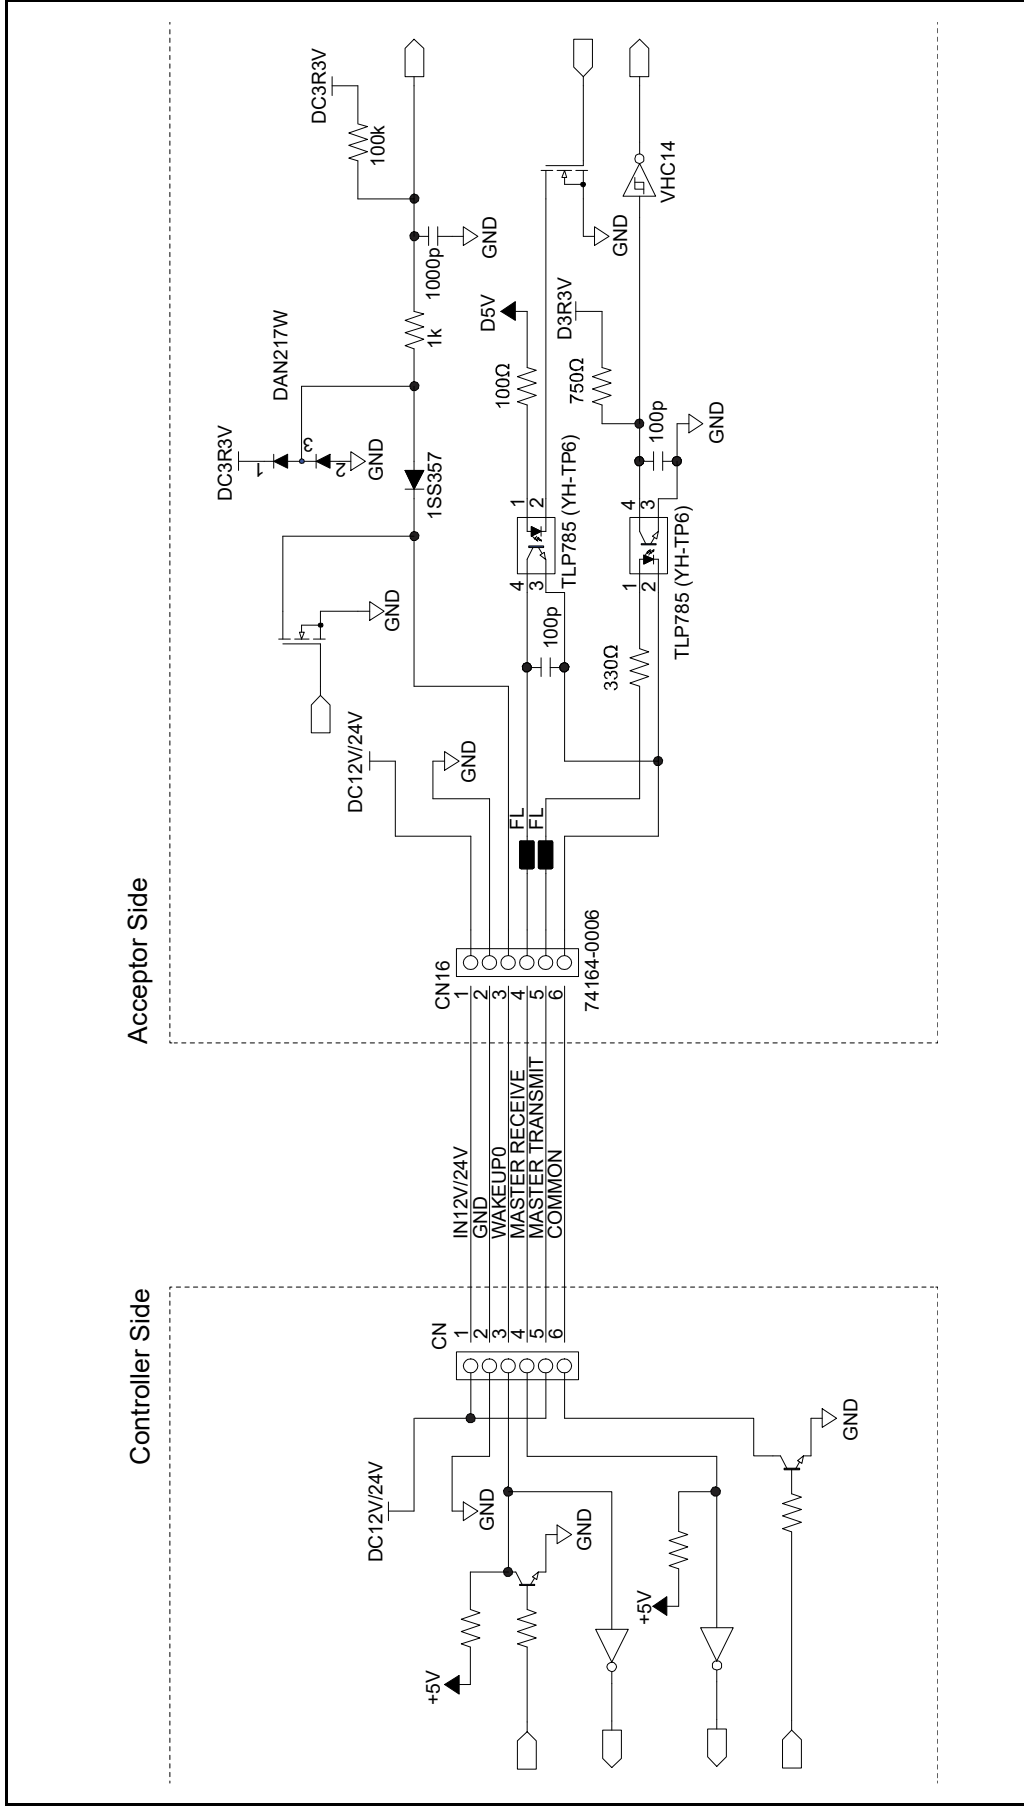 Controller Side
Acceptor Side
DC12V/24V
GND
+5V
GND
+5V
GND
CN
1
2
3
4
5
6
IN12V/24V
GND
WAKEUP0
MASTER RECEIVE
MASTER TRANSMIT
COMMON
CN16
1
2
3
4
5
6
74164-0006
DC12V/24V
GND
FL
FL
GND
1SS357
DC3R3V
1
3
2
GND
DAN217W
1k
1000p
GND
100k
DC3R3V
100p
4
3
1
2
TLP785 (YH-TP6)
100Ω
D5V
GND
330Ω
1
2
4
3
TLP785 (YH-TP6)
750Ω
D3R3V
100p
GND
VHC14